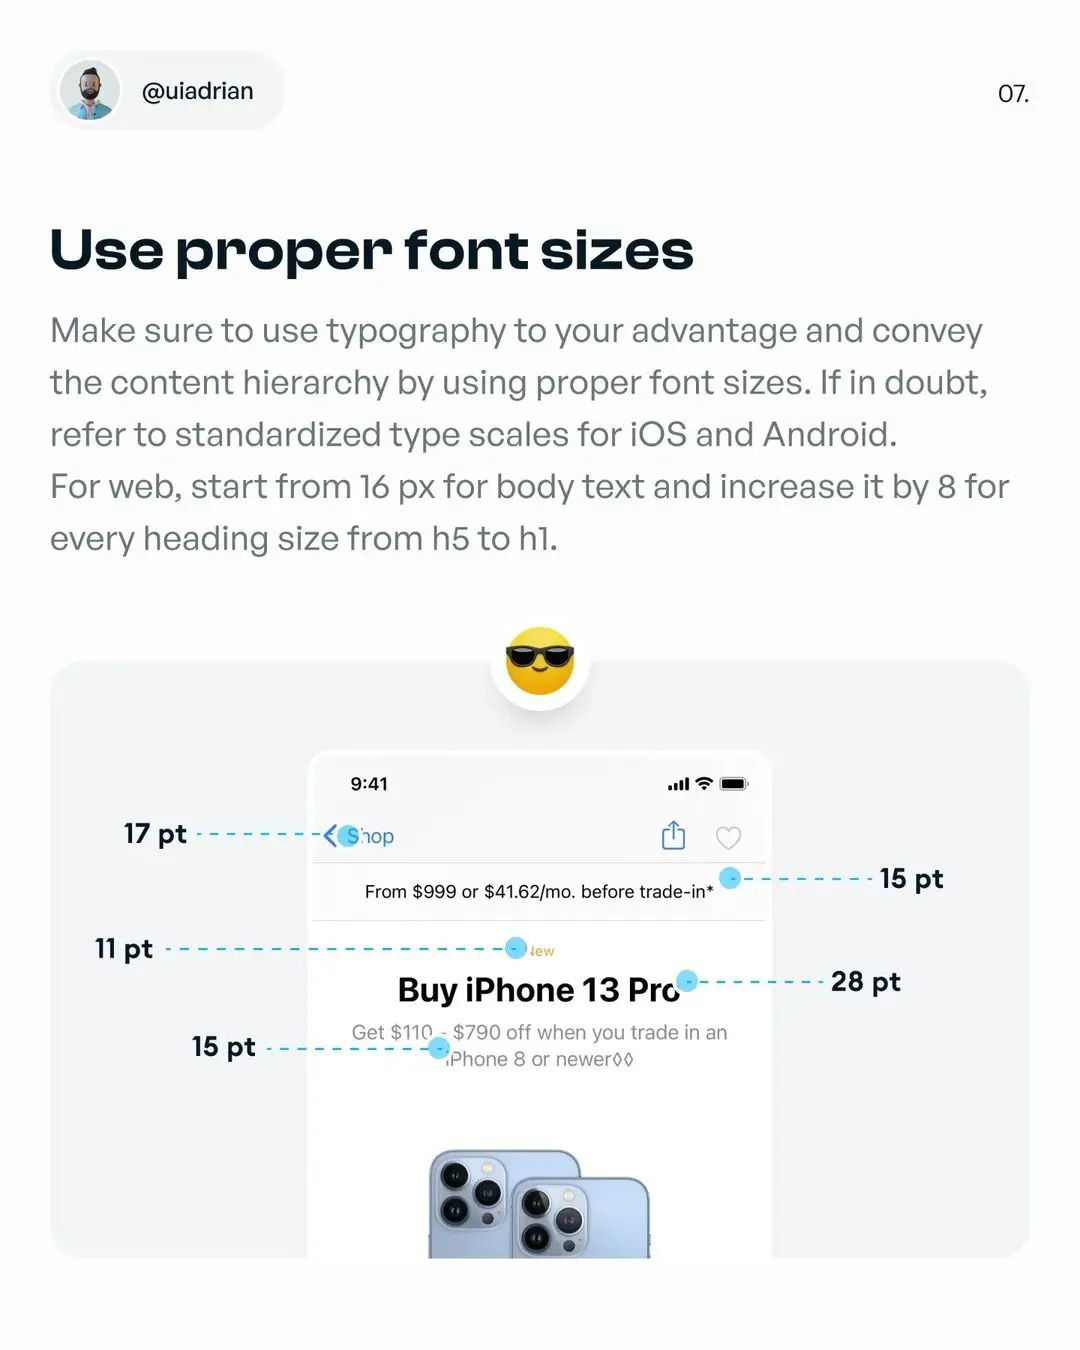 @uiadrian
07.
Use proper font sizes
Make sure to use typography to your advantage and convey
the content hierarchy by using proper font sizes. If in doubt,
refer to standardized type scales for iOS and Android.
For web, start from 16 px for body text and increase it by 8 for
every heading size from h5 to h1.
9:41
17 pt
Shop
From $999 or $41.62/mo. before trade-in*
15 pt
11 pt
New
Buy iPhone 13 Pro
28 pt
Get $110 - $790 off when you trade in an
15 pt
iPhone 8 or newer◊◊